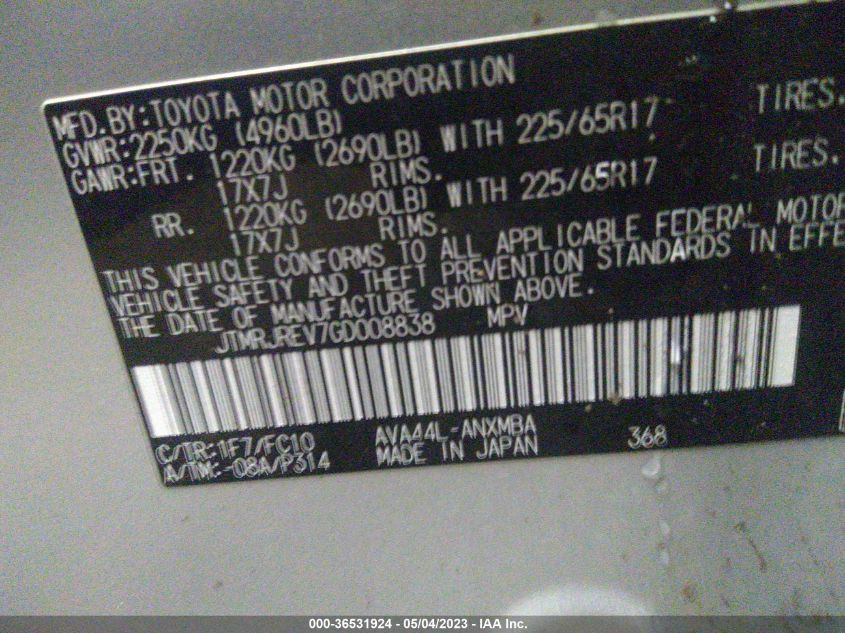 MFD.BY:TOYOTA MOTOR CORPORATION
GVWR:2250KG (4960LB)
GAWR:FRT. 1220KG (2690LB) WITH 225/65R17 TIRES.
17X7J RIMS.
RR. 1220KG (2690LB) WITH 225/65R17 TIRES.
17X7J RIMS.
THIS VEHICLE CONFORMS TO ALL APPLICABLE FEDERAL MOTOR
VEHICLE SAFETY AND THEFT PREVENTION STANDARDS IN EFFE
THE DATE OF MANUFACTURE SHOWN ABOVE.
JTMRJREV7GD008838 MPV
C/TR:1F7/FC10 AVA44L-ANXMBA 368
A/TM:-08A/P314 MADE IN JAPAN
000-36531924 - 05/04/2023 - IAA Inc.